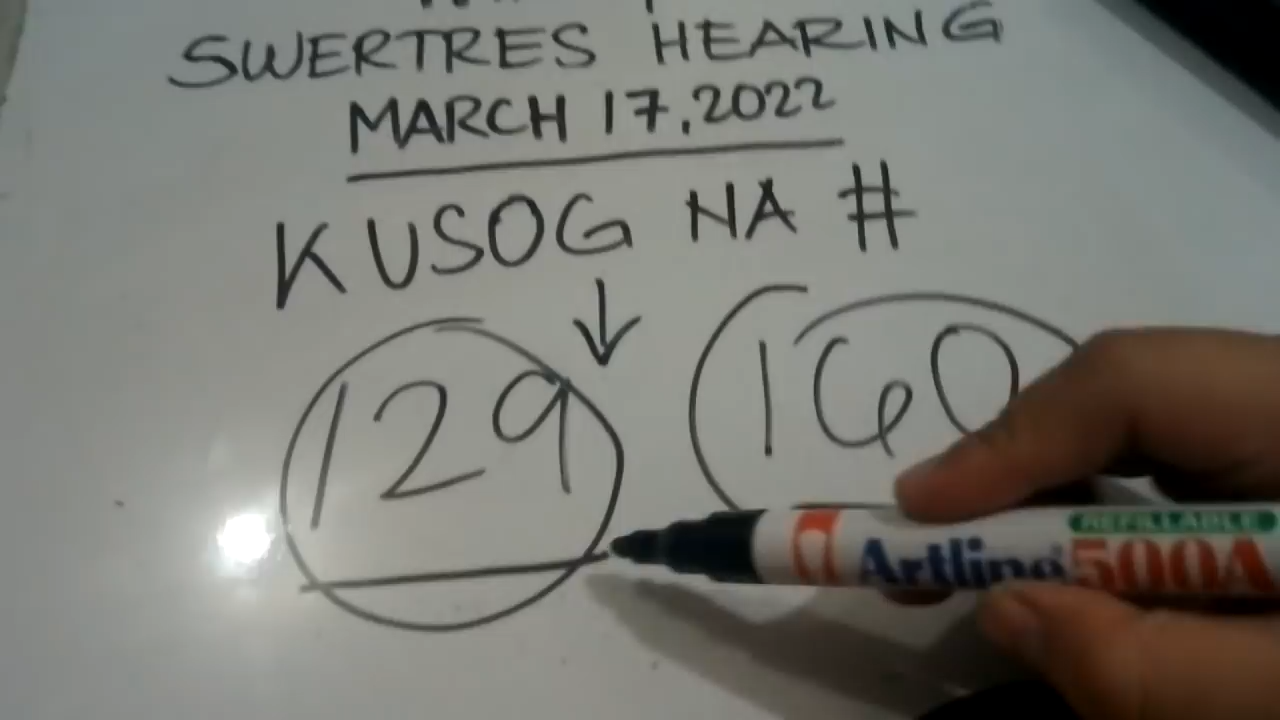 SWERTRES HEARING
MARCH 17, 2022
KUSOG NA #
129 160
REFILLABLE
Artline 500A